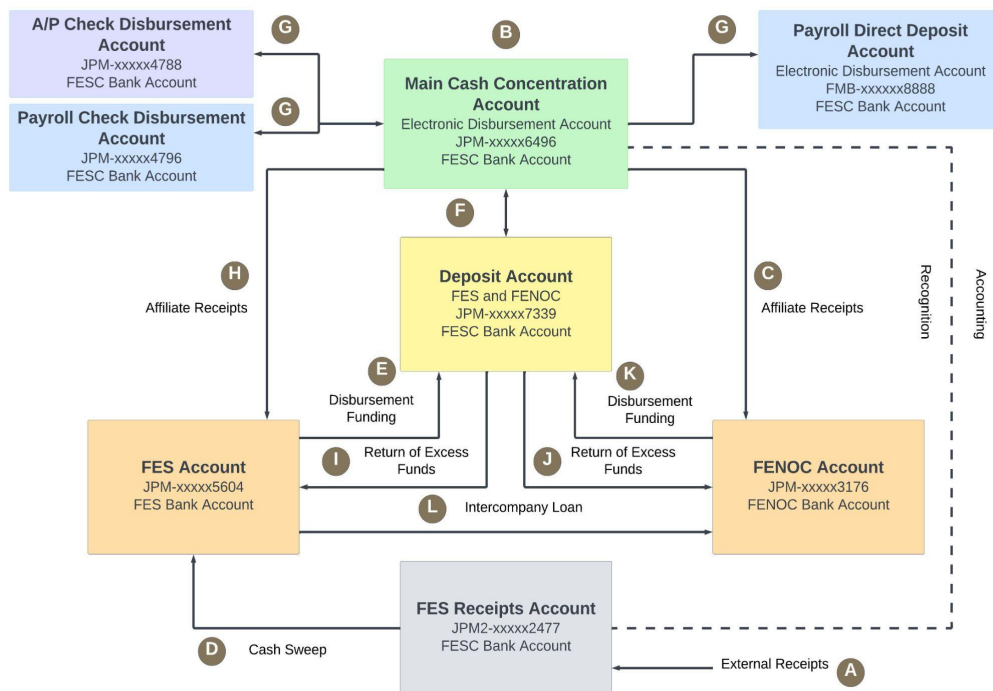 A/P Check Disbursement
Account
JPM-xxxxx4788
FESC Bank Account
G
B
G
Payroll Direct Deposit
Account
Electronic Disbursement Account
FMB-xxxxxx8888
FESC Bank Account
Main Cash Concentration
Account
Electronic Disbursement Account
JPM-xxxxx6496
FESC Bank Account
Payroll Check Disbursement
Account
JPM-xxxxx4796
FESC Bank Account
G
F
H
Affiliate Receipts
C
Affiliate Receipts
Recognition
Accounting
Deposit Account
FES and FENOC
JPM-xxxxx7339
FESC Bank Account
E
Disbursement
Funding
K
Disbursement
Funding
I
Return of Excess
Funds
J
Return of Excess
Funds
FES Account
JPM-xxxxx5604
FES Bank Account
L
Intercompany Loan
FENOC Account
JPM-xxxxx3176
FENOC Bank Account
FES Receipts Account
JPM2-xxxxx2477
FESC Bank Account
D
Cash Sweep
External Receipts
A